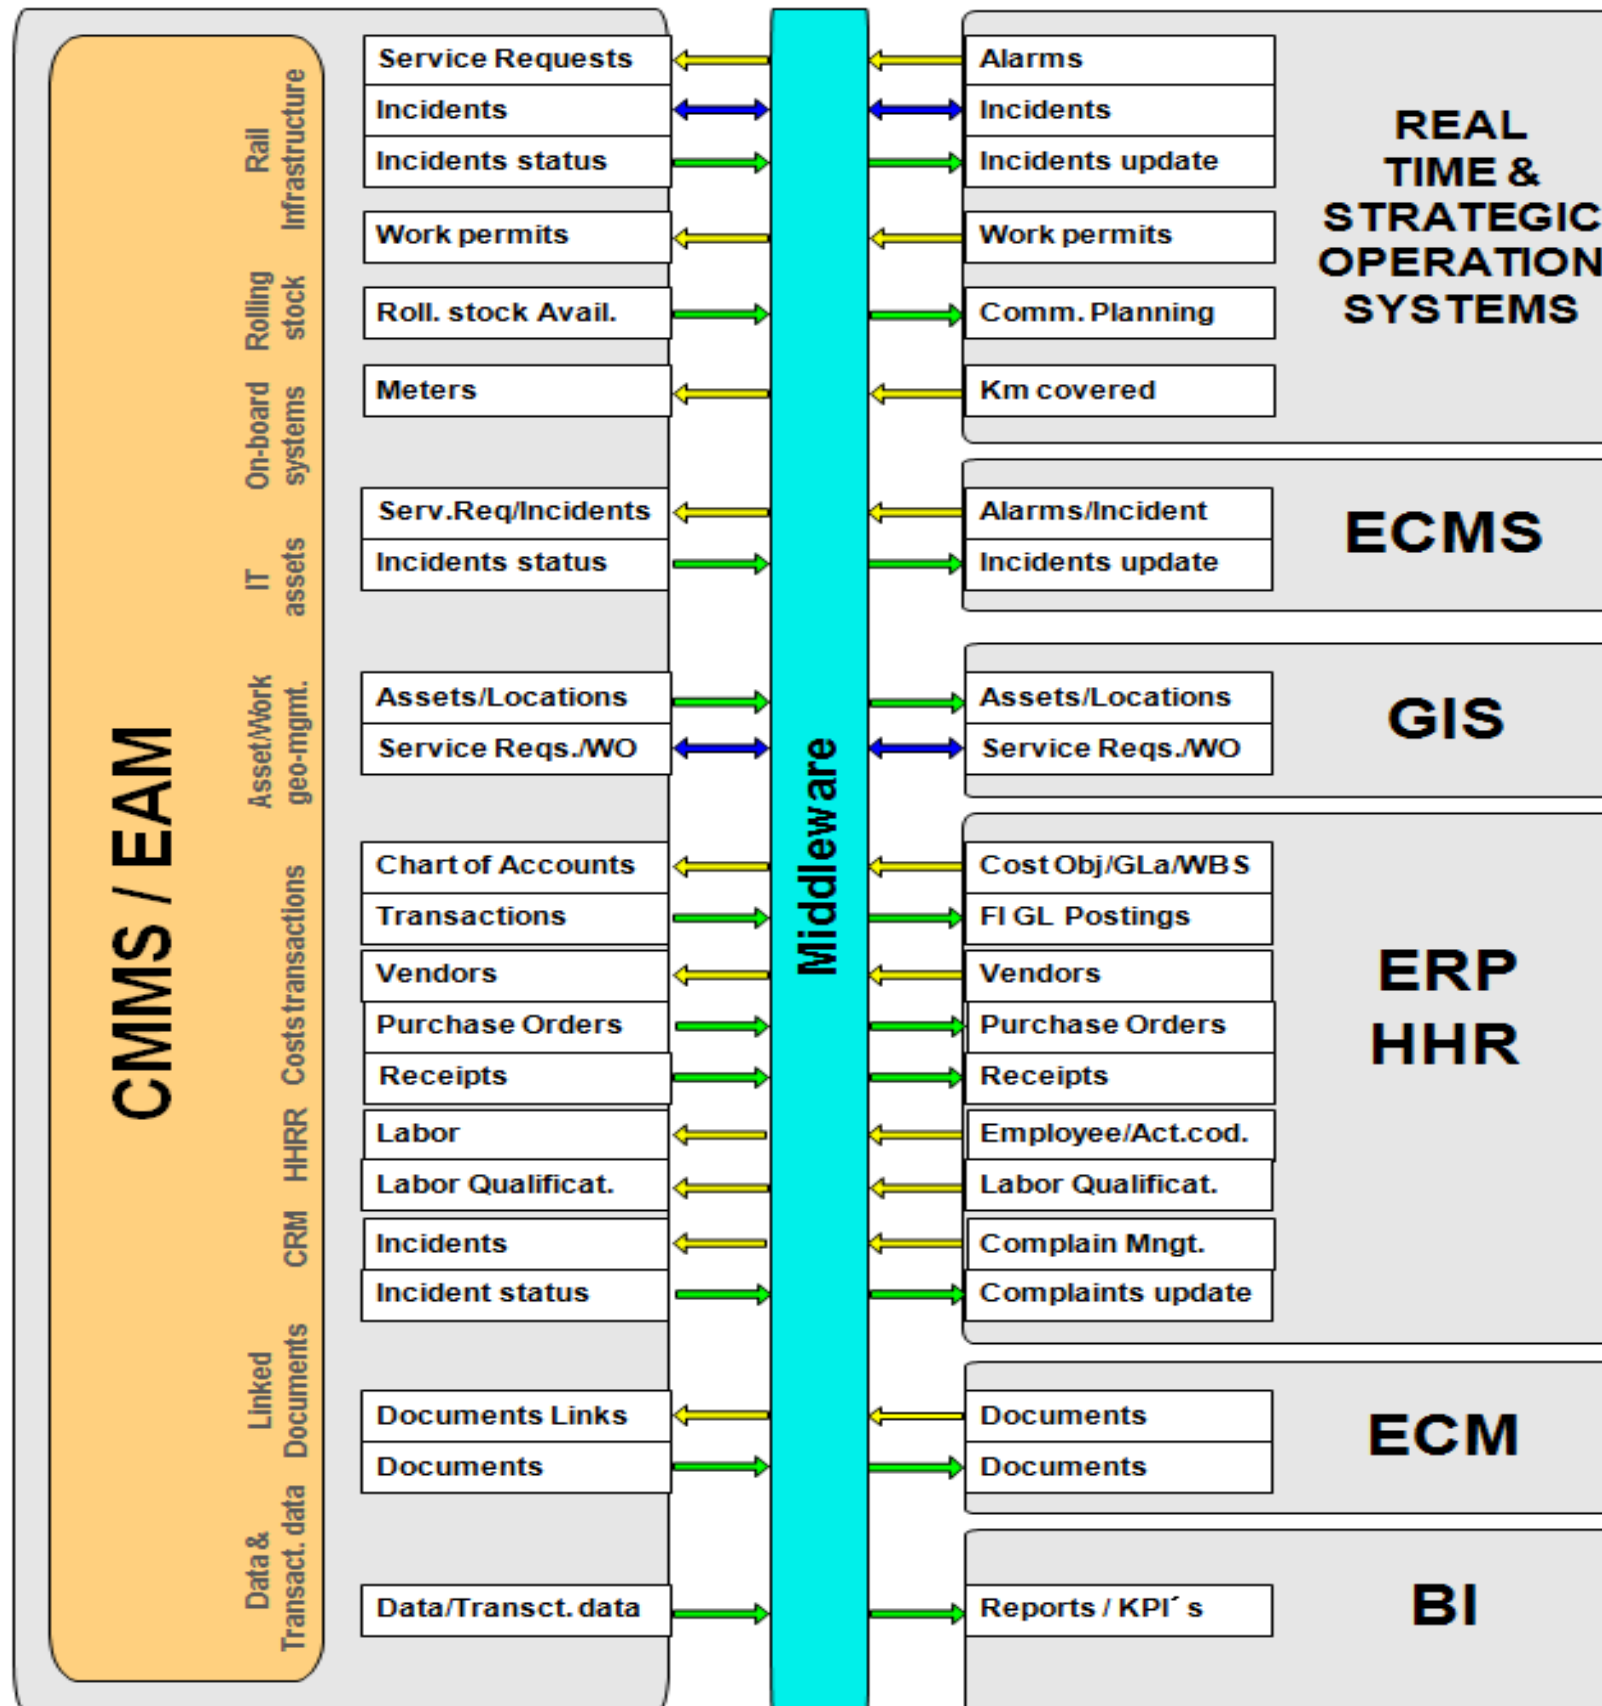 CMMS / EAM
Rail
Infrastructure
Rolling
stock
On-board
systems
IT
assets
Asset/Work
geo-mgmt.
Costs transactions
HHRR
CRM
Linked
Documents
Data &
Transact. data
Service Requests
Incidents
Incidents status
Work permits
Roll. stock Avail.
Meters
Serv.Req/Incidents
Incidents status
Assets/Locations
Service Reqs./WO
Chart of Accounts
Transactions
Vendors
Purchase Orders
Receipts
Labor
Labor Qualificat.
Incidents
Incident status
Documents Links
Documents
Data/Transct. data
Middleware
Alarms
Incidents
Incidents update
Work permits
Comm. Planning
Km covered
REAL
TIME &
STRATEGIC
OPERATION
SYSTEMS
Alarms/Incident
Incidents update
ECMS
Assets/Locations
Service Reqs./WO
GIS
Cost Obj/GLa/WBS
FI GL Postings
Vendors
Purchase Orders
Receipts
Employee/Act.cod.
Labor Qualificat.
Complain Mngt.
Complaints update
ERP
HHR
Documents
Documents
ECM
Reports / KPI´s
BI